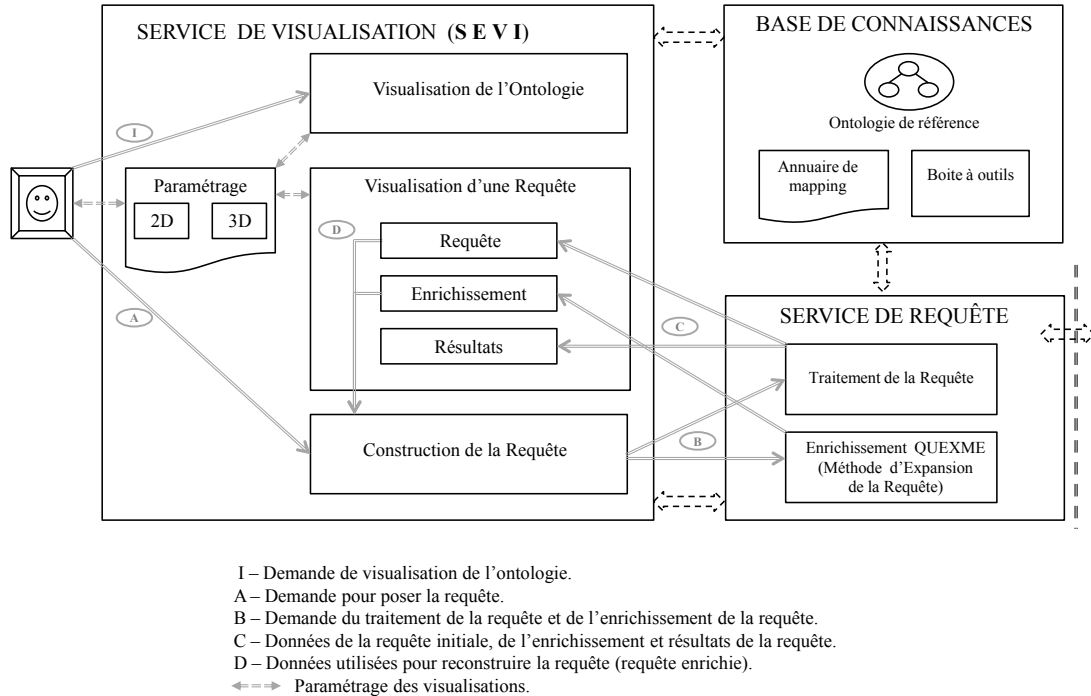 SERVICE DE VISUALISATION (S E V I)
Visualisation de l’Ontologie
I
Paramétrage
2D
3D
Visualisation d’une Requête
D
Requête
Enrichissement
Résultats
A
Construction de la Requête
BASE DE CONNAISSANCES
Ontologie de référence
Annuaire de
mapping
Boite à outils
SERVICE DE REQUÊTE
C
Traitement de la Requête
B
Enrichissement QUEXME
(Méthode d’Expansion
de la Requête)
I – Demande de visualisation de l’ontologie.
A – Demande pour poser la requête.
B – Demande du traitement de la requête et de l’enrichissement de la requête.
C – Données de la requête initiale, de l’enrichissement et résultats de la requête.
D – Données utilisées pour reconstruire la requête (requête enrichie).
Paramétrage des visualisations.